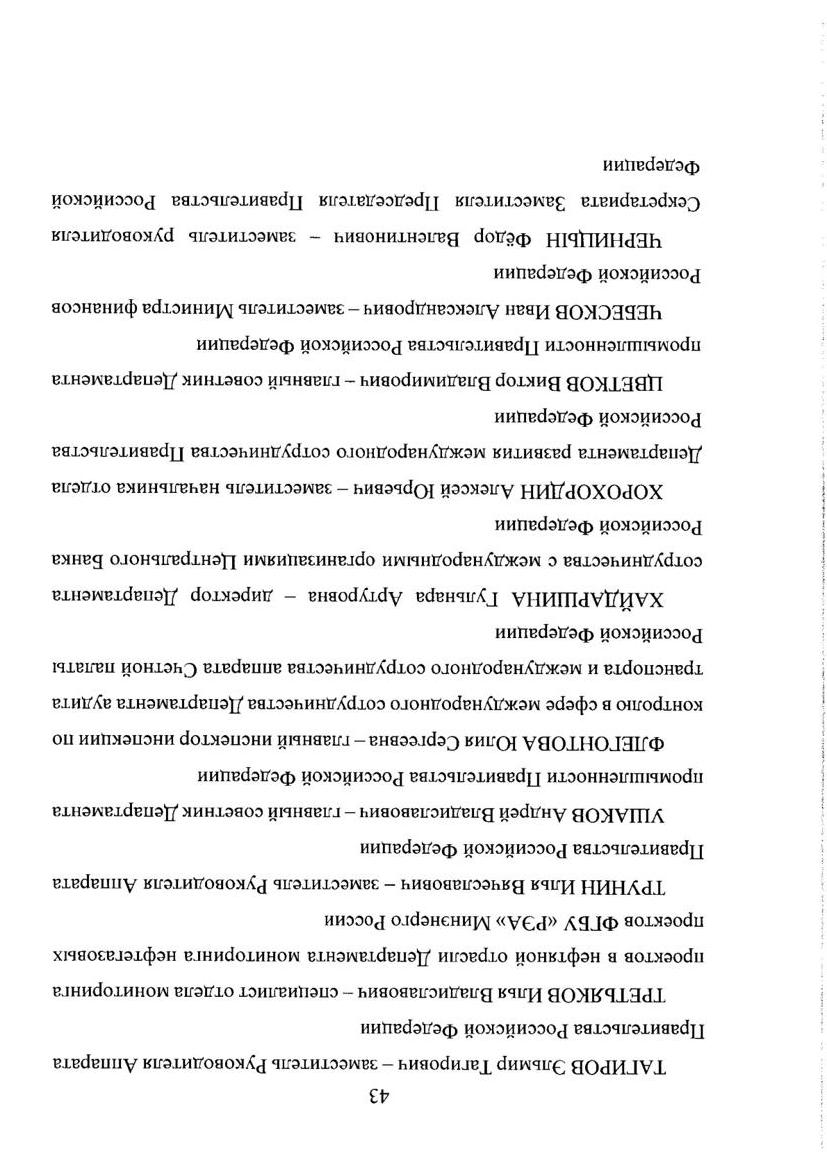 43
ТАГИРОВ Эльмир Тагирович – заместитель Руководителя Аппарата
Правительства Российской Федерации
ТРЕТЬЯКОВ Илья Владиславович – специалист отдела мониторинга
проектов в нефтяной отрасли Департамента мониторинга нефтегазовых
проектов ФГБУ «РЭА» Минэнерго России
ТРУНИН Илья Вячеславович – заместитель Руководителя Аппарата
Правительства Российской Федерации
УШАКОВ Андрей Владиславович – главный советник Департамента
промышленности Правительства Российской Федерации
ФЛЕГОНТОВА Юлия Сергеевна – главный инспектор инспекции по
контролю в сфере международного сотрудничества Департамента аудита
транспорта и международного сотрудничества аппарата Счетной палаты
Российской Федерации
ХАЙДАРШИНА Гульнара Артуровна – директор Департамента
сотрудничества с международными организациями Центрального Банка
Российской Федерации
ХОРОХОРДИН Алексей Юрьевич – заместитель начальника отдела
Департамента развития международного сотрудничества Правительства
Российской Федерации
ЦВЕТКОВ Виктор Владимирович – главный советник Департамента
промышленности Правительства Российской Федерации
ЧЕБЕСКОВ Иван Александрович – заместитель Министра финансов
Российской Федерации
ЧЕРНИЦЫН Фёдор Валентинович – заместитель руководителя
Секретариата Заместителя Председателя Правительства Российской
Федерации